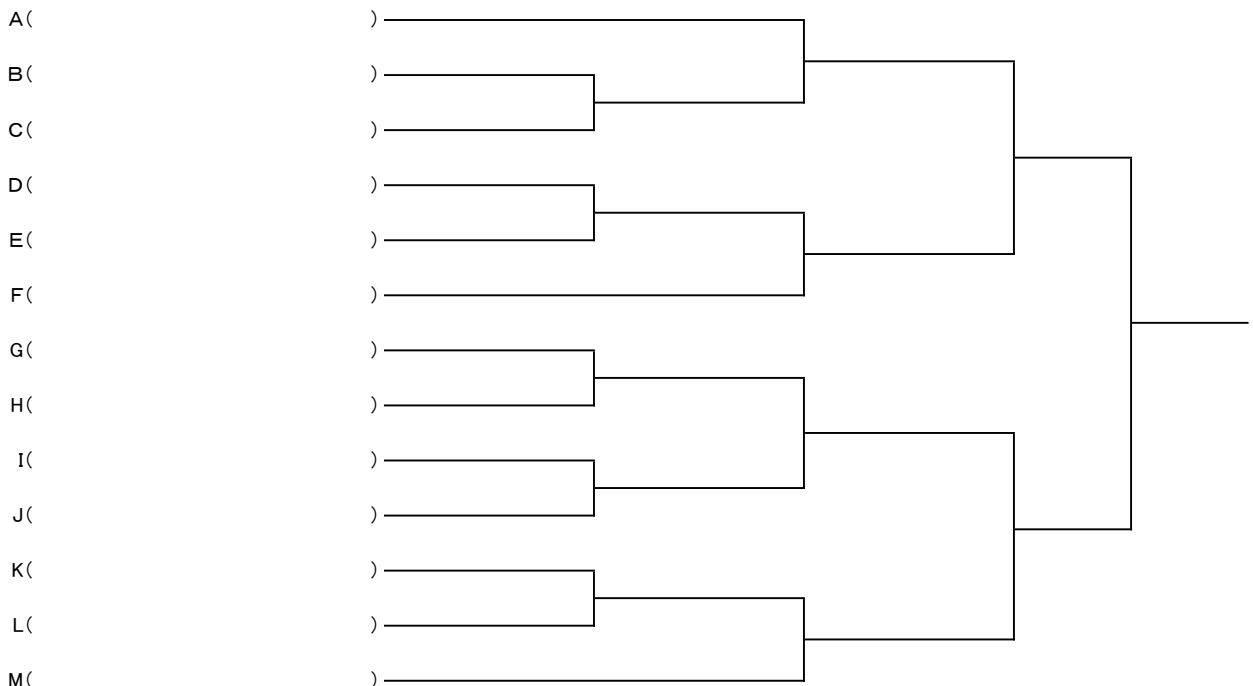 A(                    )
B(                    )
C(                    )
D(                    )
E(                    )
F(                    )
G(                    )
H(                    )
I(                    )
J(                    )
K(                    )
L(                    )
M(                    )